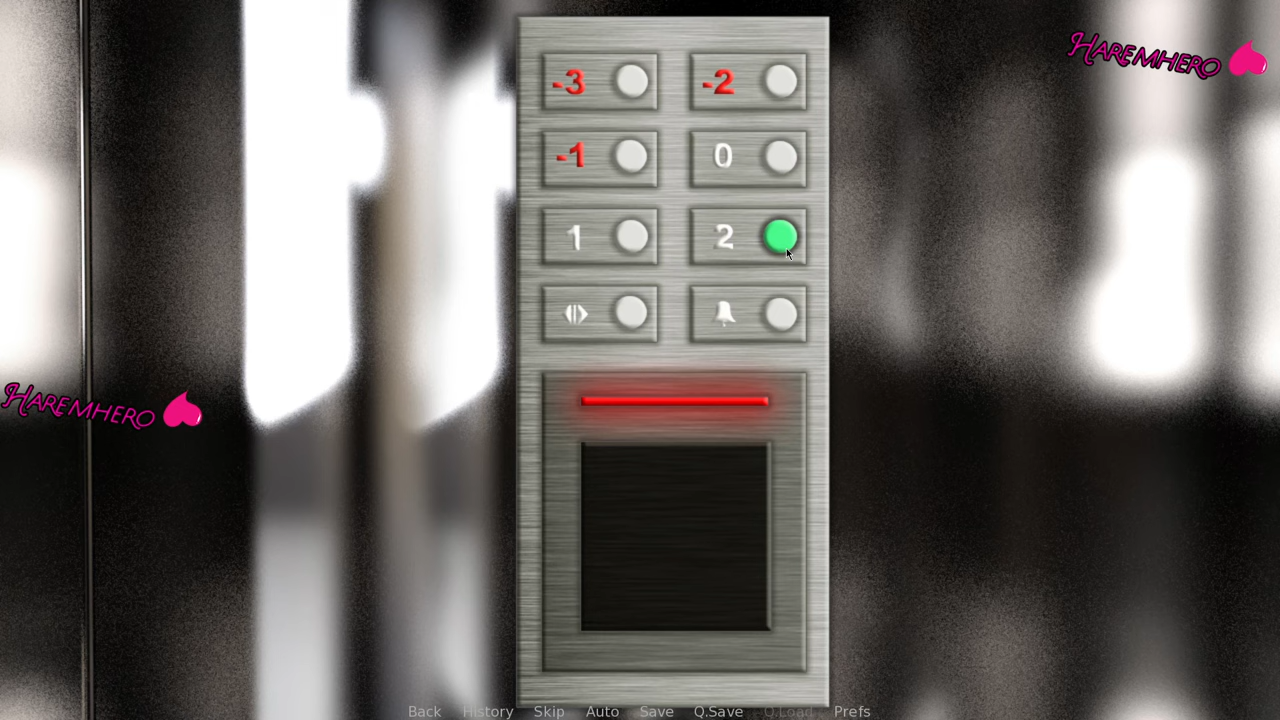 HAREMHERO
-3 -2
-1 0
1 2
HAREMHERO
Back History Skip Auto Save Q.Save Q.Load Prefs